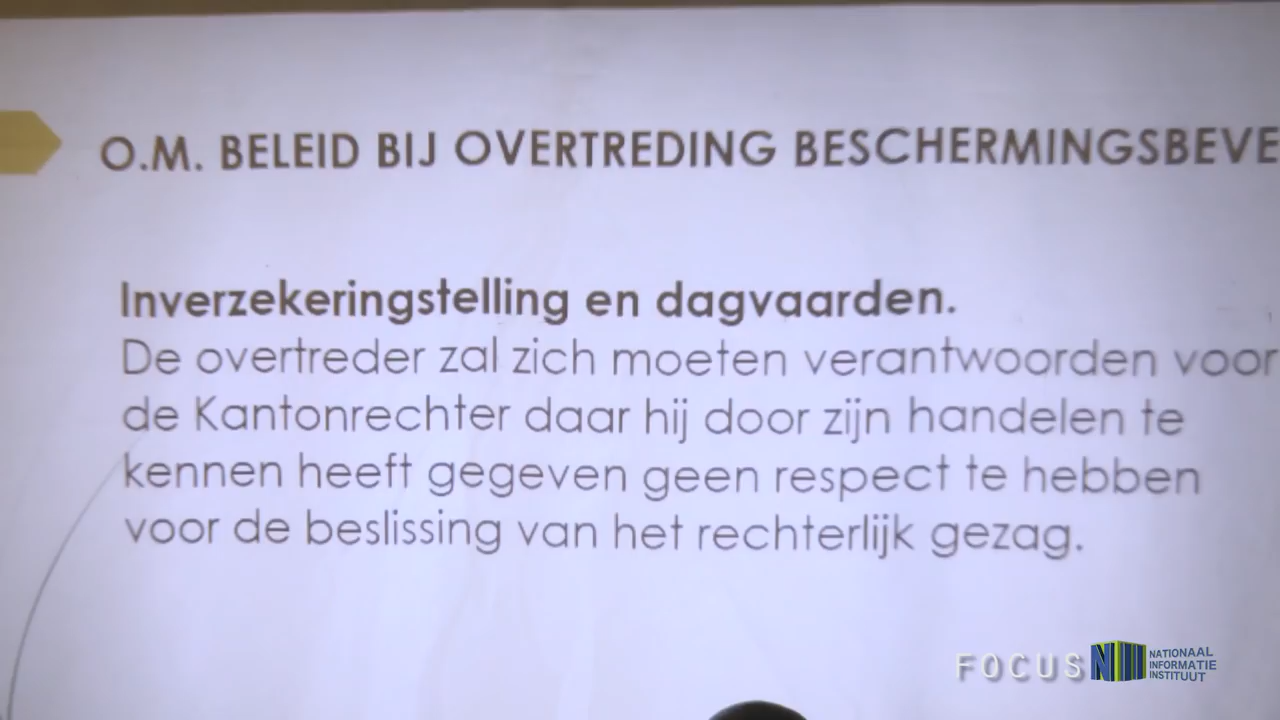 O.M. BELEID BIJ OVERTREDING BESCHERMINGSBEVE
Inverzekeringstelling en dagvaarden.
De overtreder zal zich moeten verantwoorden voor
de Kantonrechter daar hij door zijn handelen te
kennen heeft gegeven geen respect te hebben
voor de beslissing van het rechterlijk gezag.
FOCUS
NATIONAAL
INFORMATIE
INSTITUUT